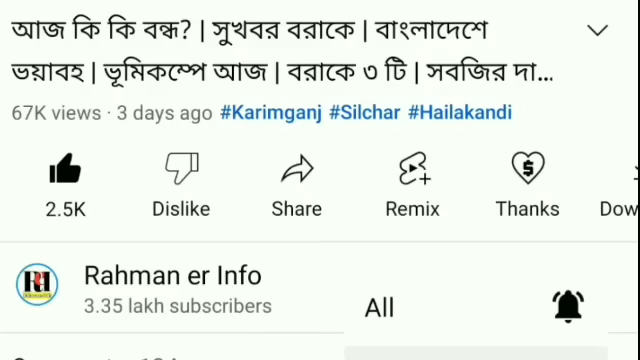 আজ কি কি বন্ধ? | সুখবর বরাকে | বাংলাদেশে
ভয়াবহ | ভূমিকম্পে আজ | বরাকে ৩ টি | সবজির দা...
67K views · 3 days ago #Karimganj #Silchar #Hailakandi
2.5K Dislike Share Remix Thanks Dow
Rahman er Info
3.35 lakh subscribers
All